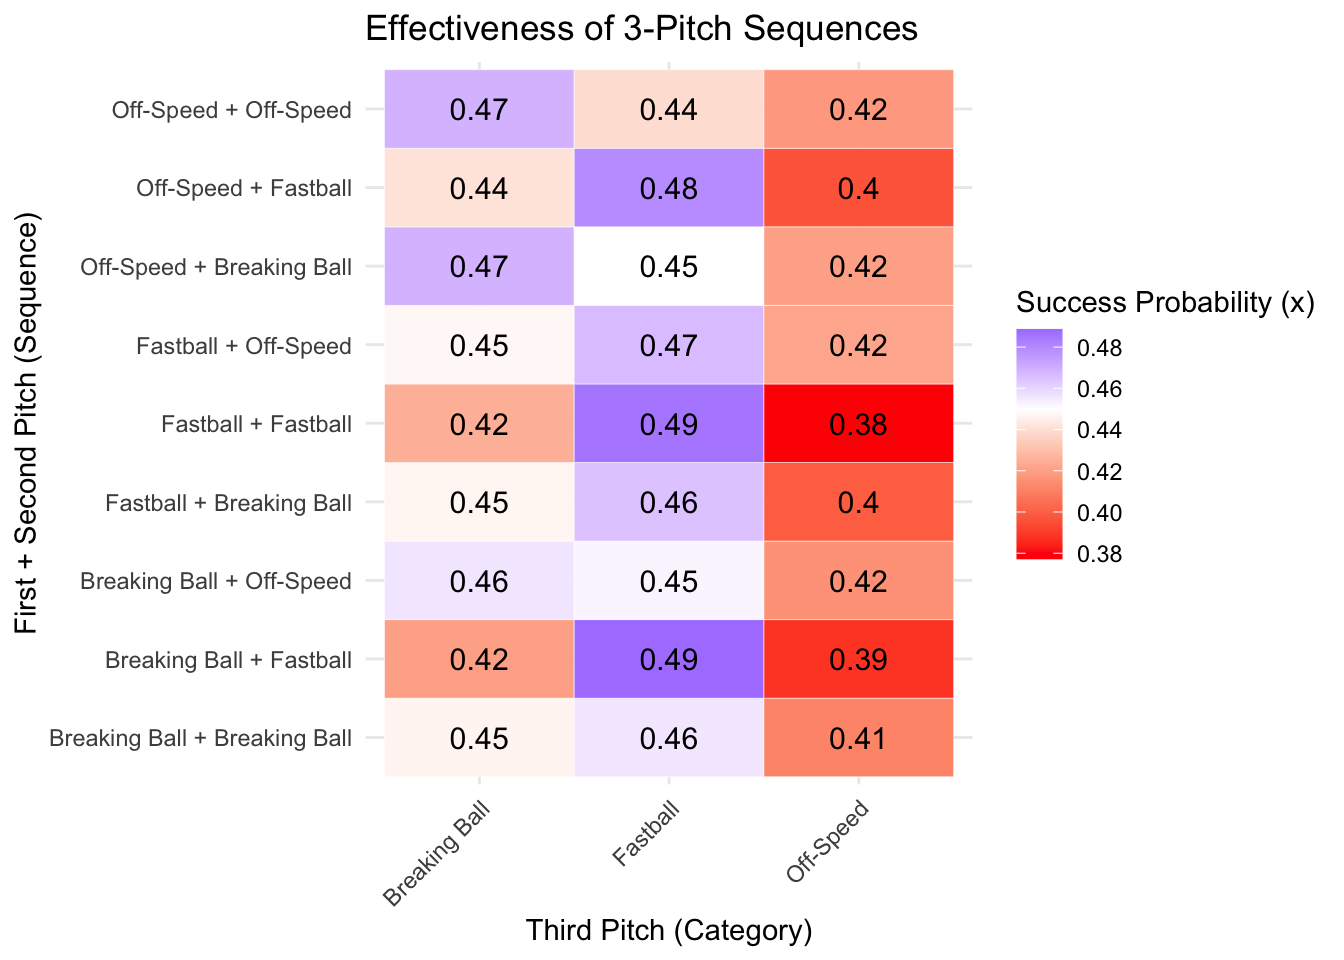 Effectiveness of 3-Pitch Sequences
First + Second Pitch (Sequence)
Off-Speed + Off-Speed 0.47 0.44 0.42
Off-Speed + Fastball 0.44 0.48 0.4
Off-Speed + Breaking Ball 0.47 0.45 0.42
Fastball + Off-Speed 0.45 0.47 0.42
Fastball + Fastball 0.42 0.49 0.38
Fastball + Breaking Ball 0.45 0.46 0.4
Breaking Ball + Off-Speed 0.46 0.45 0.42
Breaking Ball + Fastball 0.42 0.49 0.39
Breaking Ball + Breaking Ball 0.45 0.46 0.41
Breaking Ball Fastball Off-Speed
Third Pitch (Category)
Success Probability (x)
0.48
0.46
0.44
0.42
0.40
0.38